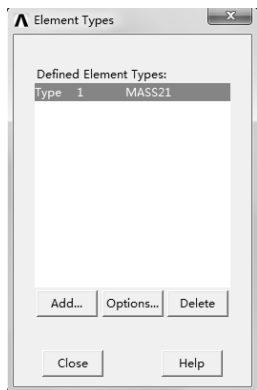 Element Types
Defined Element Types:
Type 1 MASS21
Add... Options... Delete
Close Help